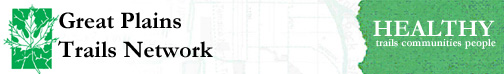 Great Plains
Trails Network
HEALTHY
trails communities people